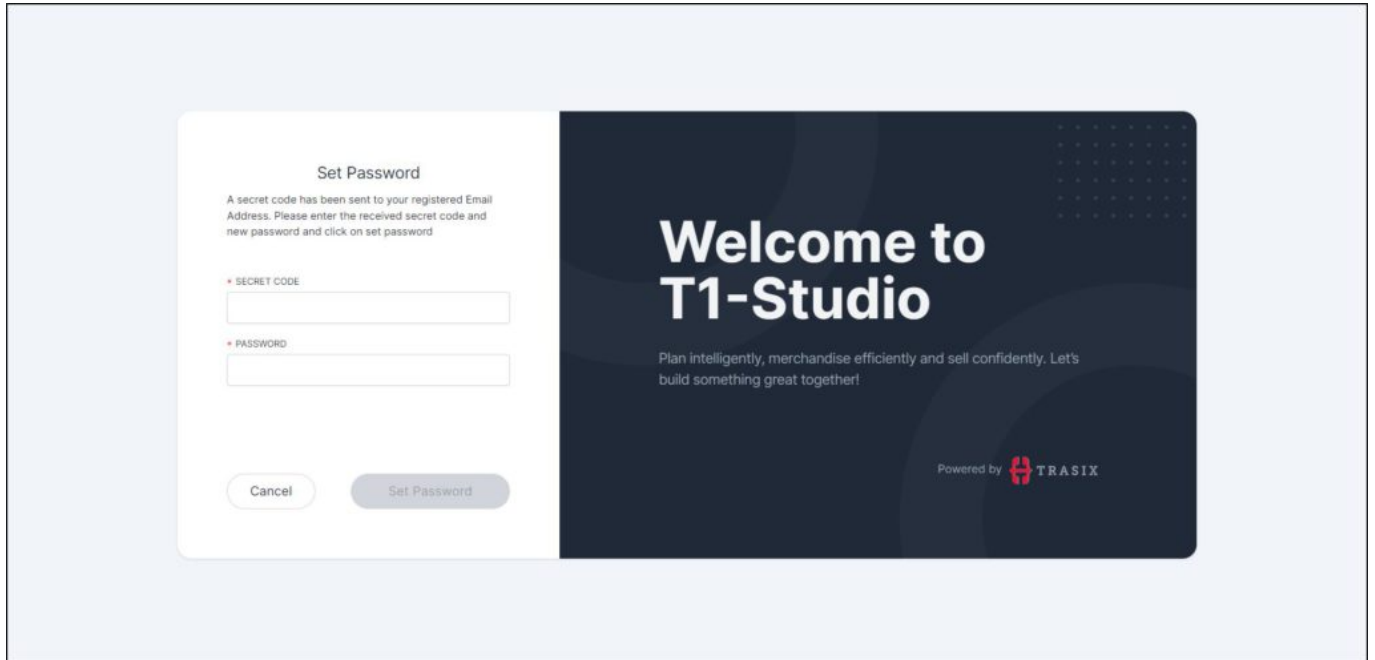 Set Password
A secret code has been sent to your registered Email
Address. Please enter the received secret code and
new password and click on set password
* SECRET CODE
* PASSWORD
Cancel
Set Password
Welcome to
T1-Studio
Plan intelligently, merchandise efficiently and sell confidently. Let's
build something great together!
Powered by TRASIX